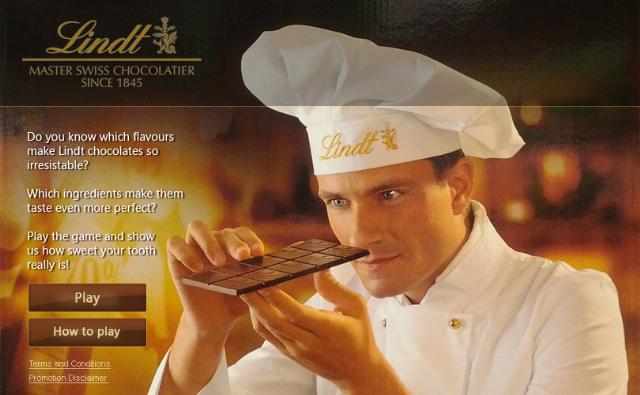 Lindt
MASTER SWISS CHOCOLATIER
SINCE 1845
Lindt
Do you know which flavours
make Lindt chocolates so
irresistable?
Which ingredients make them
taste even more perfect?
Play the game and show
us how sweet your tooth
really is!
Play
How to play
Terms and Conditions
Promotion Disclaimer